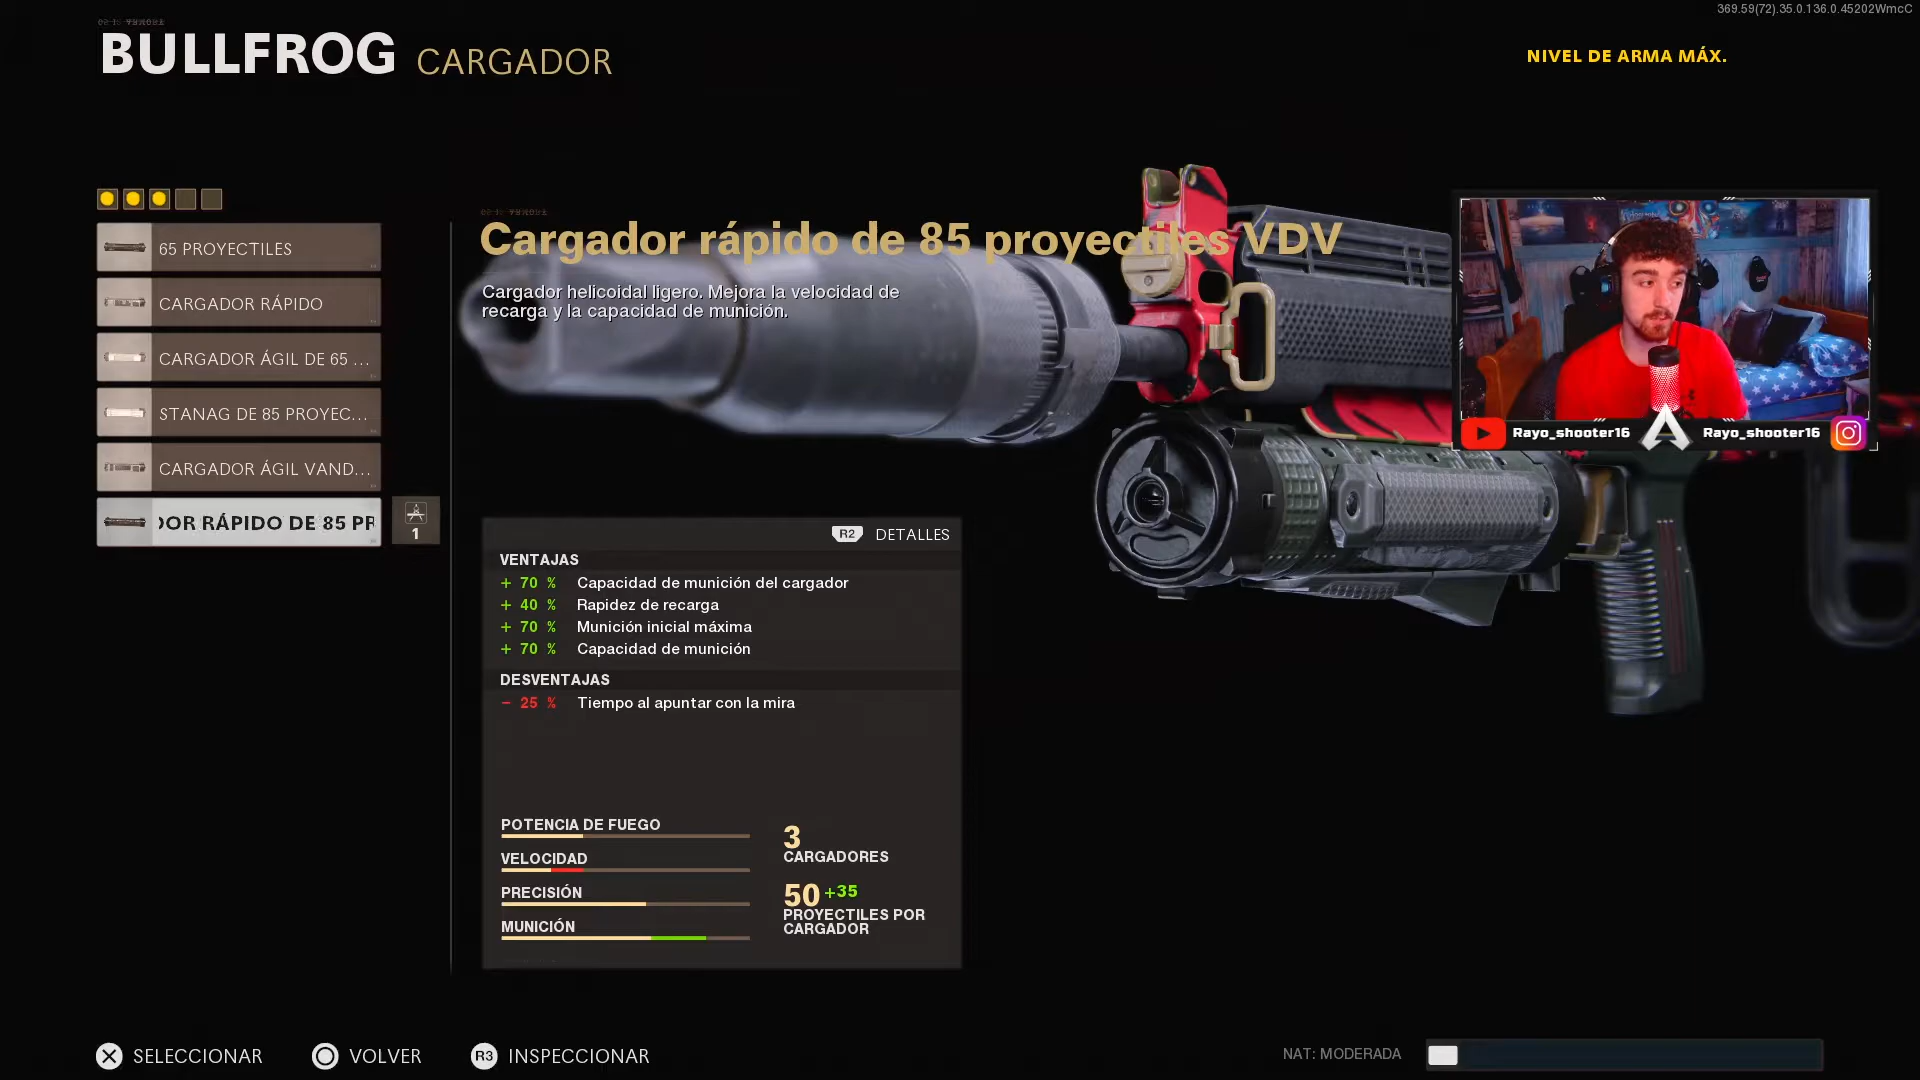 369.59(72).35.0.136.0.45202WmcC
BULLFROG CARGADOR
NIVEL DE ARMA MÁX.
65 PROYECTILES
CARGADOR RÁPIDO
CARGADOR ÁGIL DE 65 ...
STANAG DE 85 PROYEC...
CARGADOR ÁGIL VAND...
DOR RÁPIDO DE 85 PR
1
Cargador rápido de 85 proyectiles VDV
Cargador helicoidal ligero. Mejora la velocidad de
recarga y la capacidad de munición.
Rayo_shooter16
Rayo_shooter16
R2 DETALLES
VENTAJAS
+ 70 % Capacidad de munición del cargador
+ 40 % Rapidez de recarga
+ 70 % Munición inicial máxima
+ 70 % Capacidad de munición
DESVENTAJAS
- 25 % Tiempo al apuntar con la mira
POTENCIA DE FUEGO
VELOCIDAD
PRECISIÓN
MUNICIÓN
3
CARGADORES
50 +35
PROYECTILES POR
CARGADOR
SELECCIONAR
VOLVER
R3 INSPECCIONAR
NAT: MODERADA